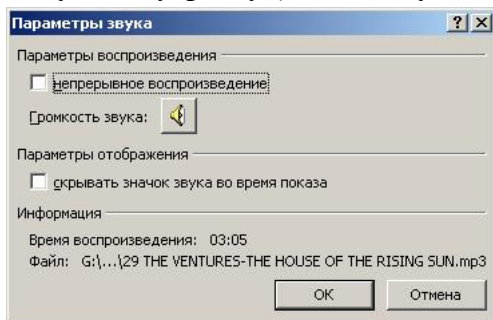 Параметры звука
Параметры воспроизведения
непрерывное воспроизведение
Громкость звука:
Параметры отображения
скрывать значок звука во время показа
Информация
Время воспроизведения: 03:05
Файл: G:\...\29 THE VENTURES-THE HOUSE OF THE RISING SUN.mp3
ОК
Отмена